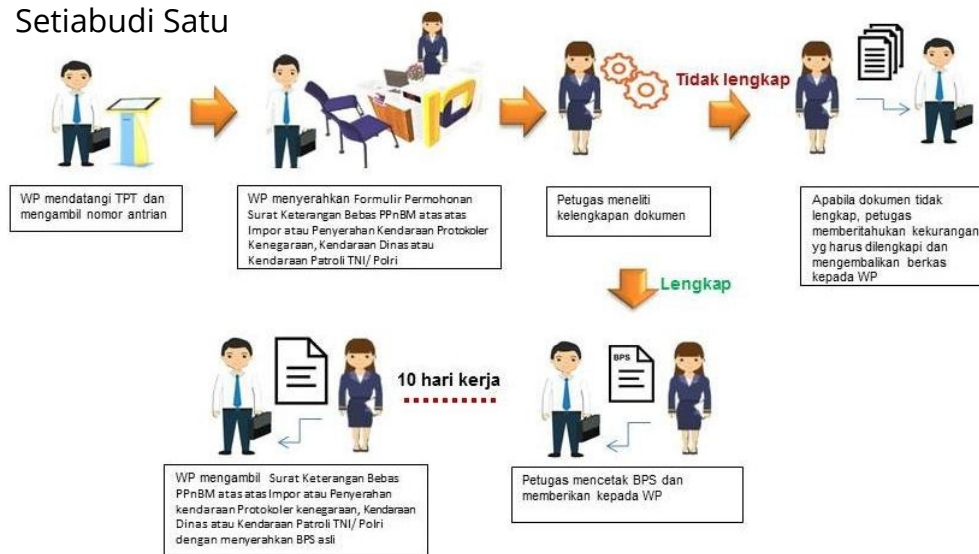 Setiabudi Satu
Tidak lengkap
WP mendatangi TPT dan
mengambil nomor antrian
WP menyerahkan Formulir Permohonan
Surat Keterangan Bebas PPnBM atas atas
Impor atau Penyerahan Kendaraan Protokoler
Kenegaraan, Kendaraan Dinas atau
Kendaraan Patroli TNI/ Polri
Petugas meneliti
kelengkapan dokumen
Apabila dokumen tidak
lengkap, petugas
memberitahukan kekurangan
yg harus dilengkapi dan
mengembalikan berkas
kepada WP
Lengkap
BPS
10 hari kerja
Petugas mencetak BPS dan
memberikan kepada WP
WP mengambil Surat Keterangan Bebas
PPnBM atas atas Impor atau Penyerahan
kendaraan Protokoler kenegaraan, Kendaraan
Dinas atau Kendaraan Patroli TNI/ Polri
dengan menyerahkan BPS asli